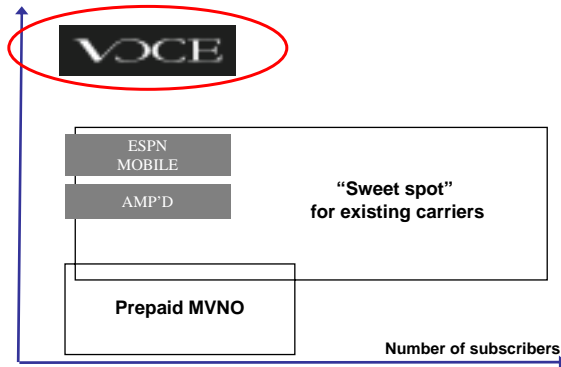 VOCE
ESPN
MOBILE
AMP'D
“Sweet spot”
for existing carriers
Prepaid MVNO
Number of subscribers